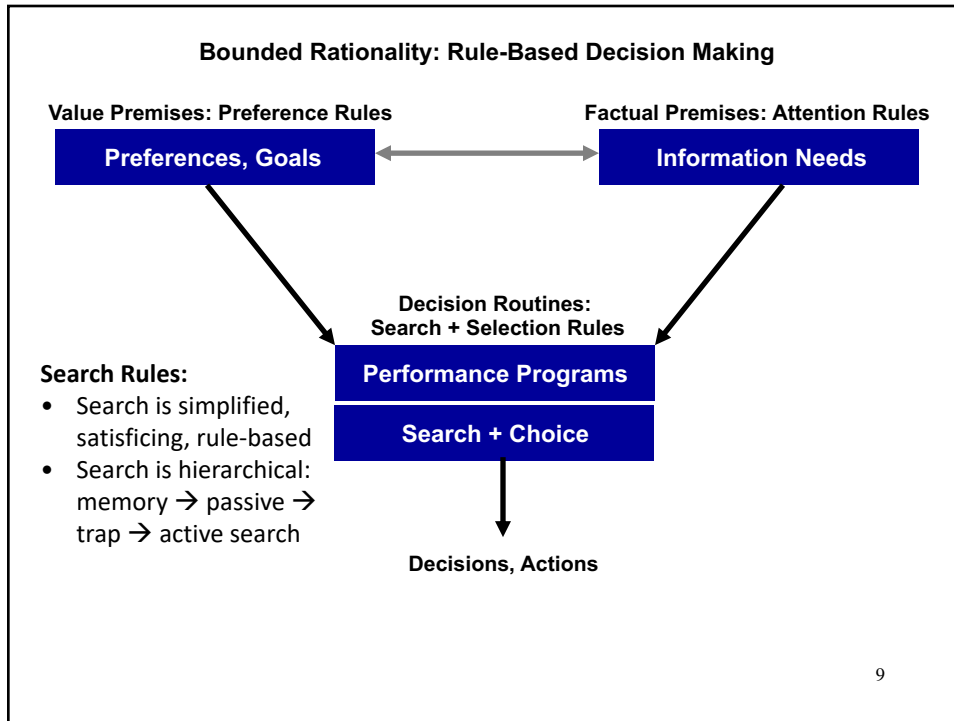 Bounded Rationality: Rule-Based Decision Making
Value Premises: Preference Rules
Factual Premises: Attention Rules
Preferences, Goals
Information Needs
Decision Routines:
Search + Selection Rules
Performance Programs
Search + Choice
Search Rules:
• Search is simplified,
satisficing, rule-based
• Search is hierarchical:
memory → passive →
trap → active search
Decisions, Actions
9